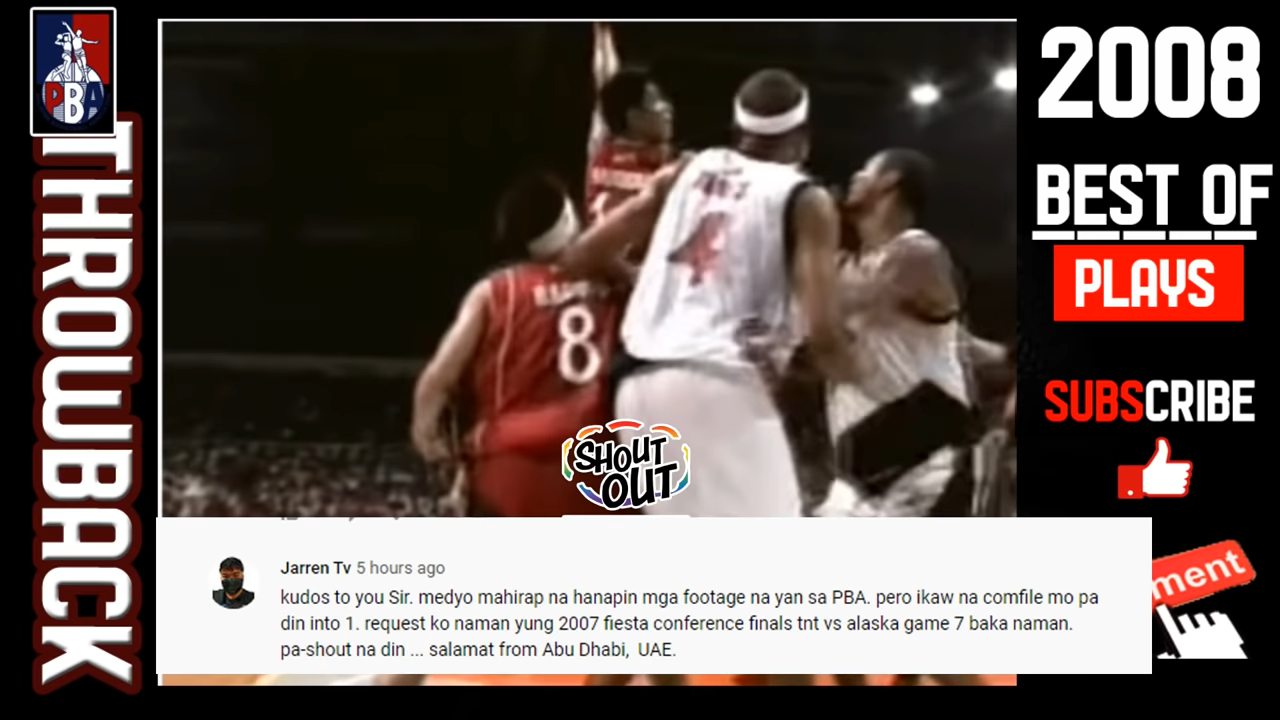 PBA
THROWBACK
2008
BEST OF
PLAYS
SUBSCRIBE
4
8
SHOUT
OUT
Jarren Tv 5 hours ago
kudos to you Sir. medyo mahirap na hanapin mga footage na yan sa PBA. pero ikaw na comfile mo pa
din into 1. request ko naman yung 2007 fiesta conference finals tnt vs alaska game 7 baka naman.
pa-shout na din ... salamat from Abu Dhabi, UAE.
ment